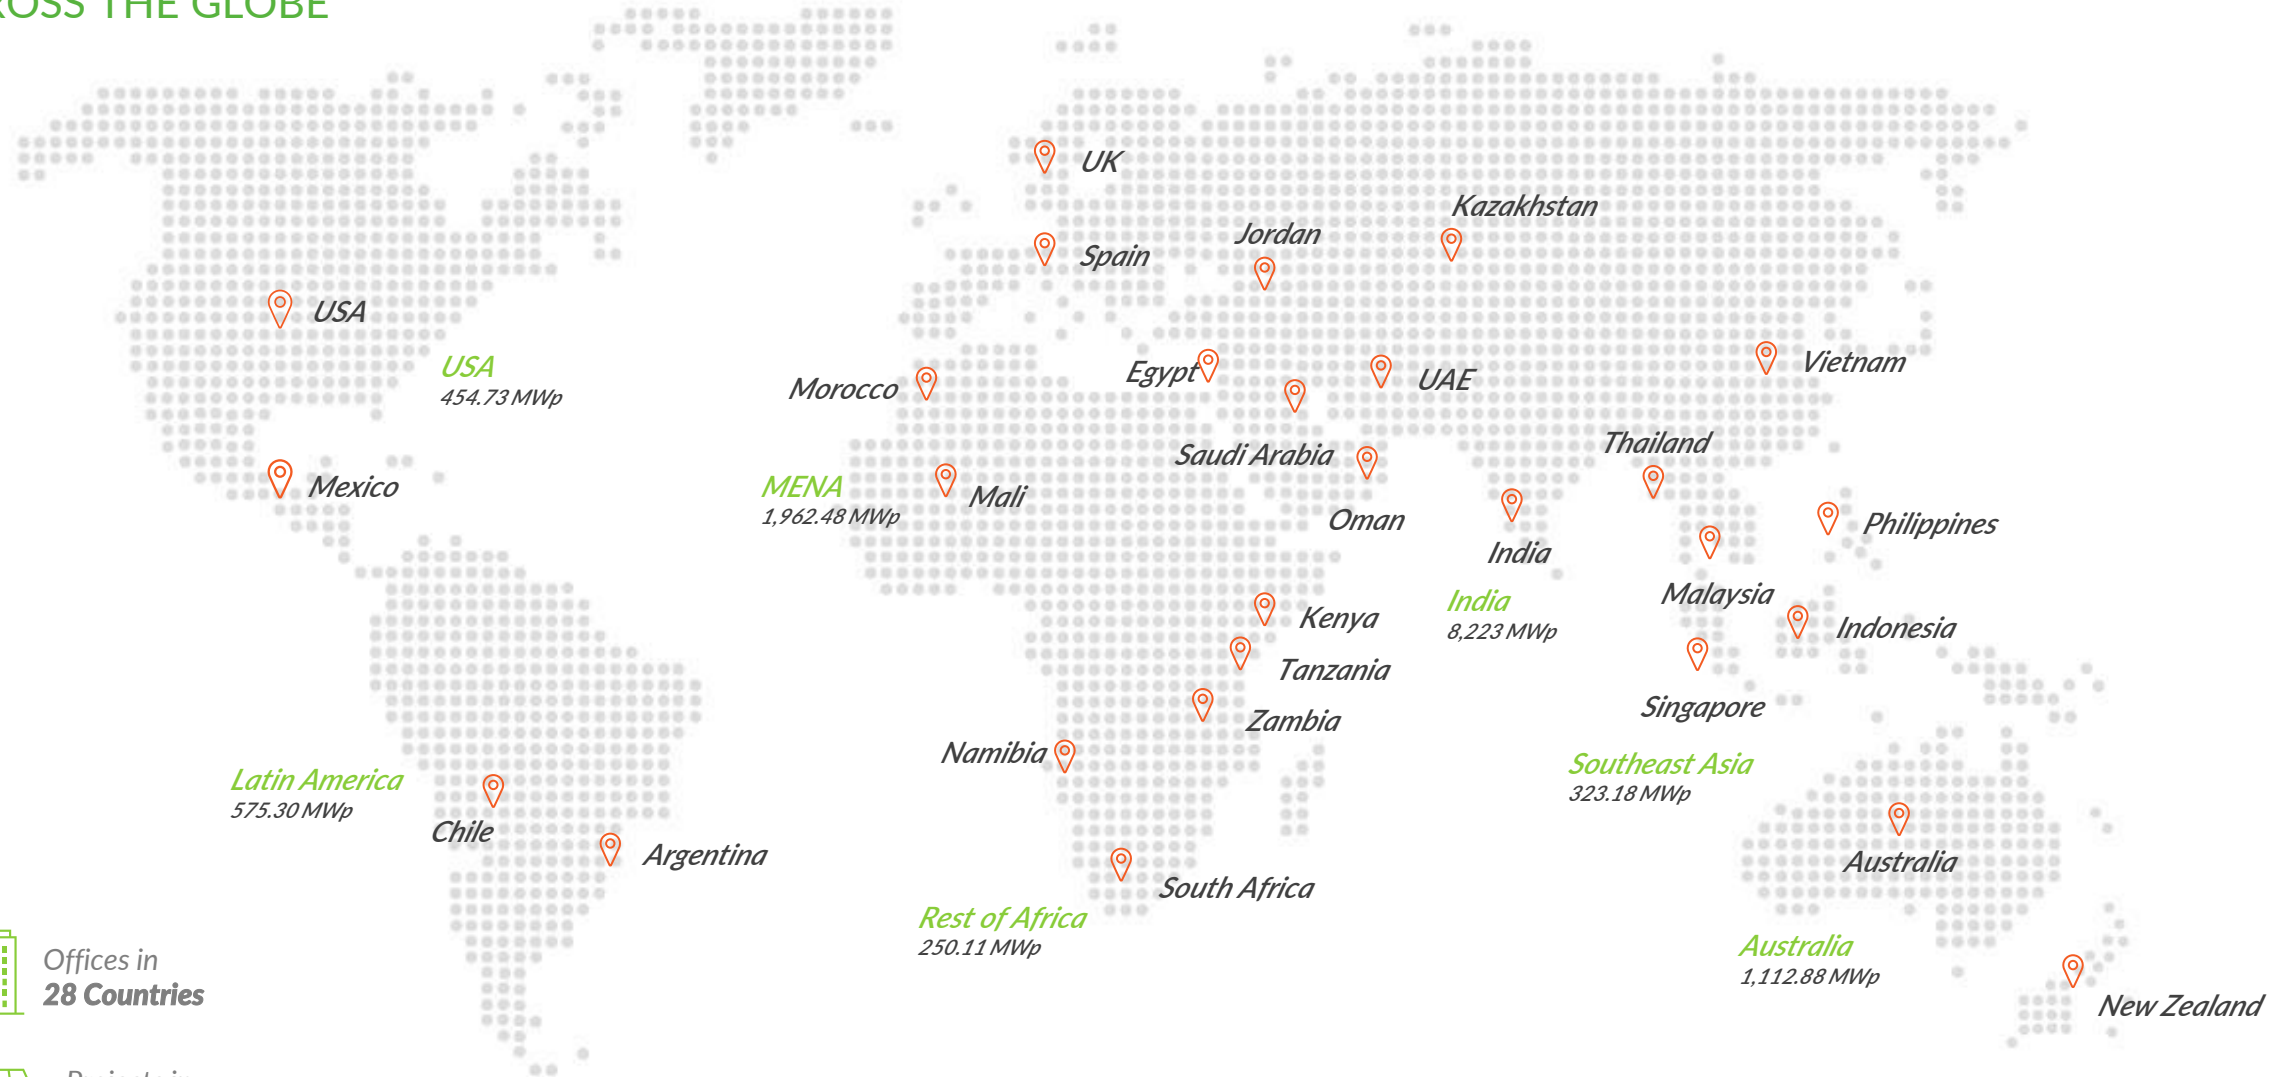 ROSS THE GLOBE
UK
Kazakhstan
Jordan
Spain
USA
USA
454.73 MWp
Morocco
Egypt
UAE
Vietnam
Saudi Arabia
Thailand
Mexico
MENA
1,962.48 MWp
Mali
Oman
India
Philippines
India
8,223 MWp
Malaysia
Kenya
Indonesia
Tanzania
Singapore
Zambia
Namibia
Latin America
575.30 MWp
Southeast Asia
323.18 MWp
Chile
Argentina
Australia
South Africa
Rest of Africa
250.11 MWp
Australia
1,112.88 MWp
Offices in
28 Countries
New Zealand
Projects in